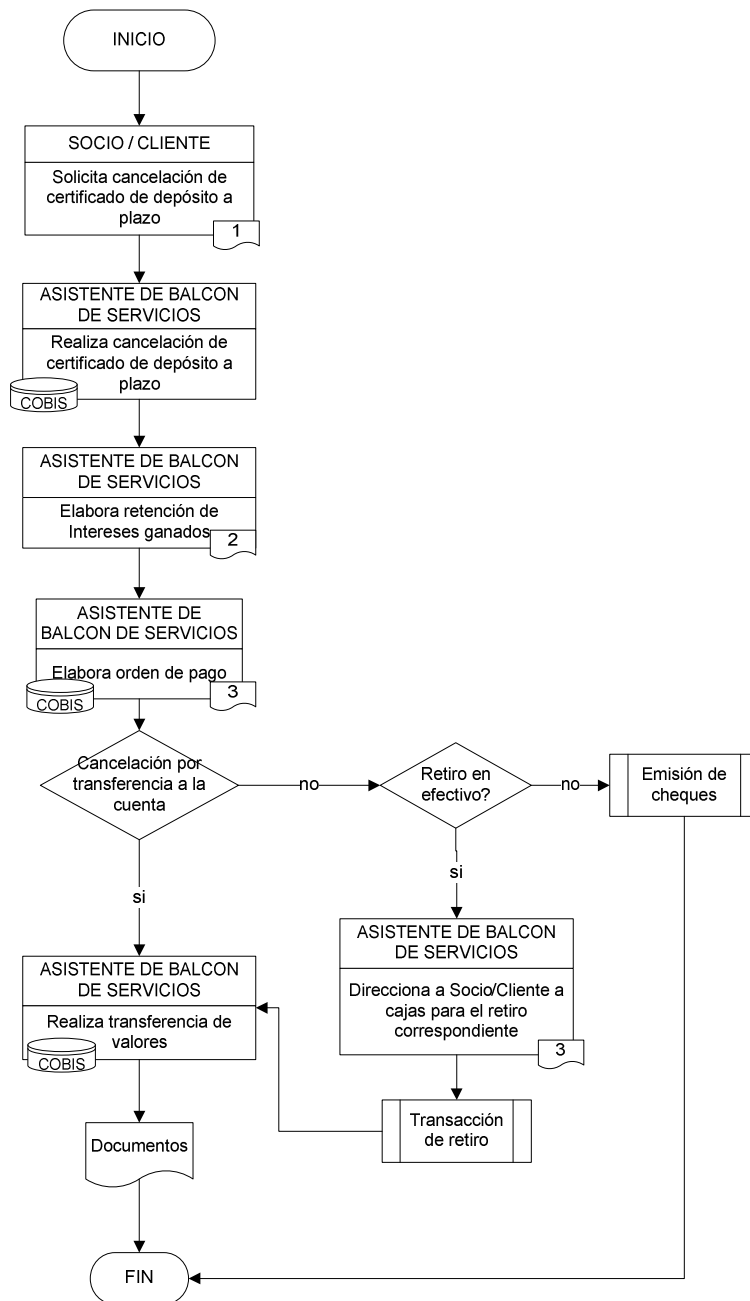 INICIO
SOCIO / CLIENTE
Solicita cancelación de
certificado de depósito a
plazo
1
ASISTENTE DE BALCON
DE SERVICIOS
Realiza cancelación de
certificado de depósito a
plazo
COBIS
ASISTENTE DE BALCON
DE SERVICIOS
Elabora retención de
Intereses ganados
2
ASISTENTE DE
BALCON DE SERVICIOS
Elabora orden de pago
COBIS
3
Cancelación por
transferencia a la
cuenta
no
Retiro en
efectivo?
no
Emisión de
cheques
si
si
ASISTENTE DE BALCON
DE SERVICIOS
Direcciona a Socio/Cliente a
cajas para el retiro
correspondiente
3
ASISTENTE DE BALCON
DE SERVICIOS
Realiza transferencia de
valores
COBIS
Transacción
de retiro
Documentos
FIN